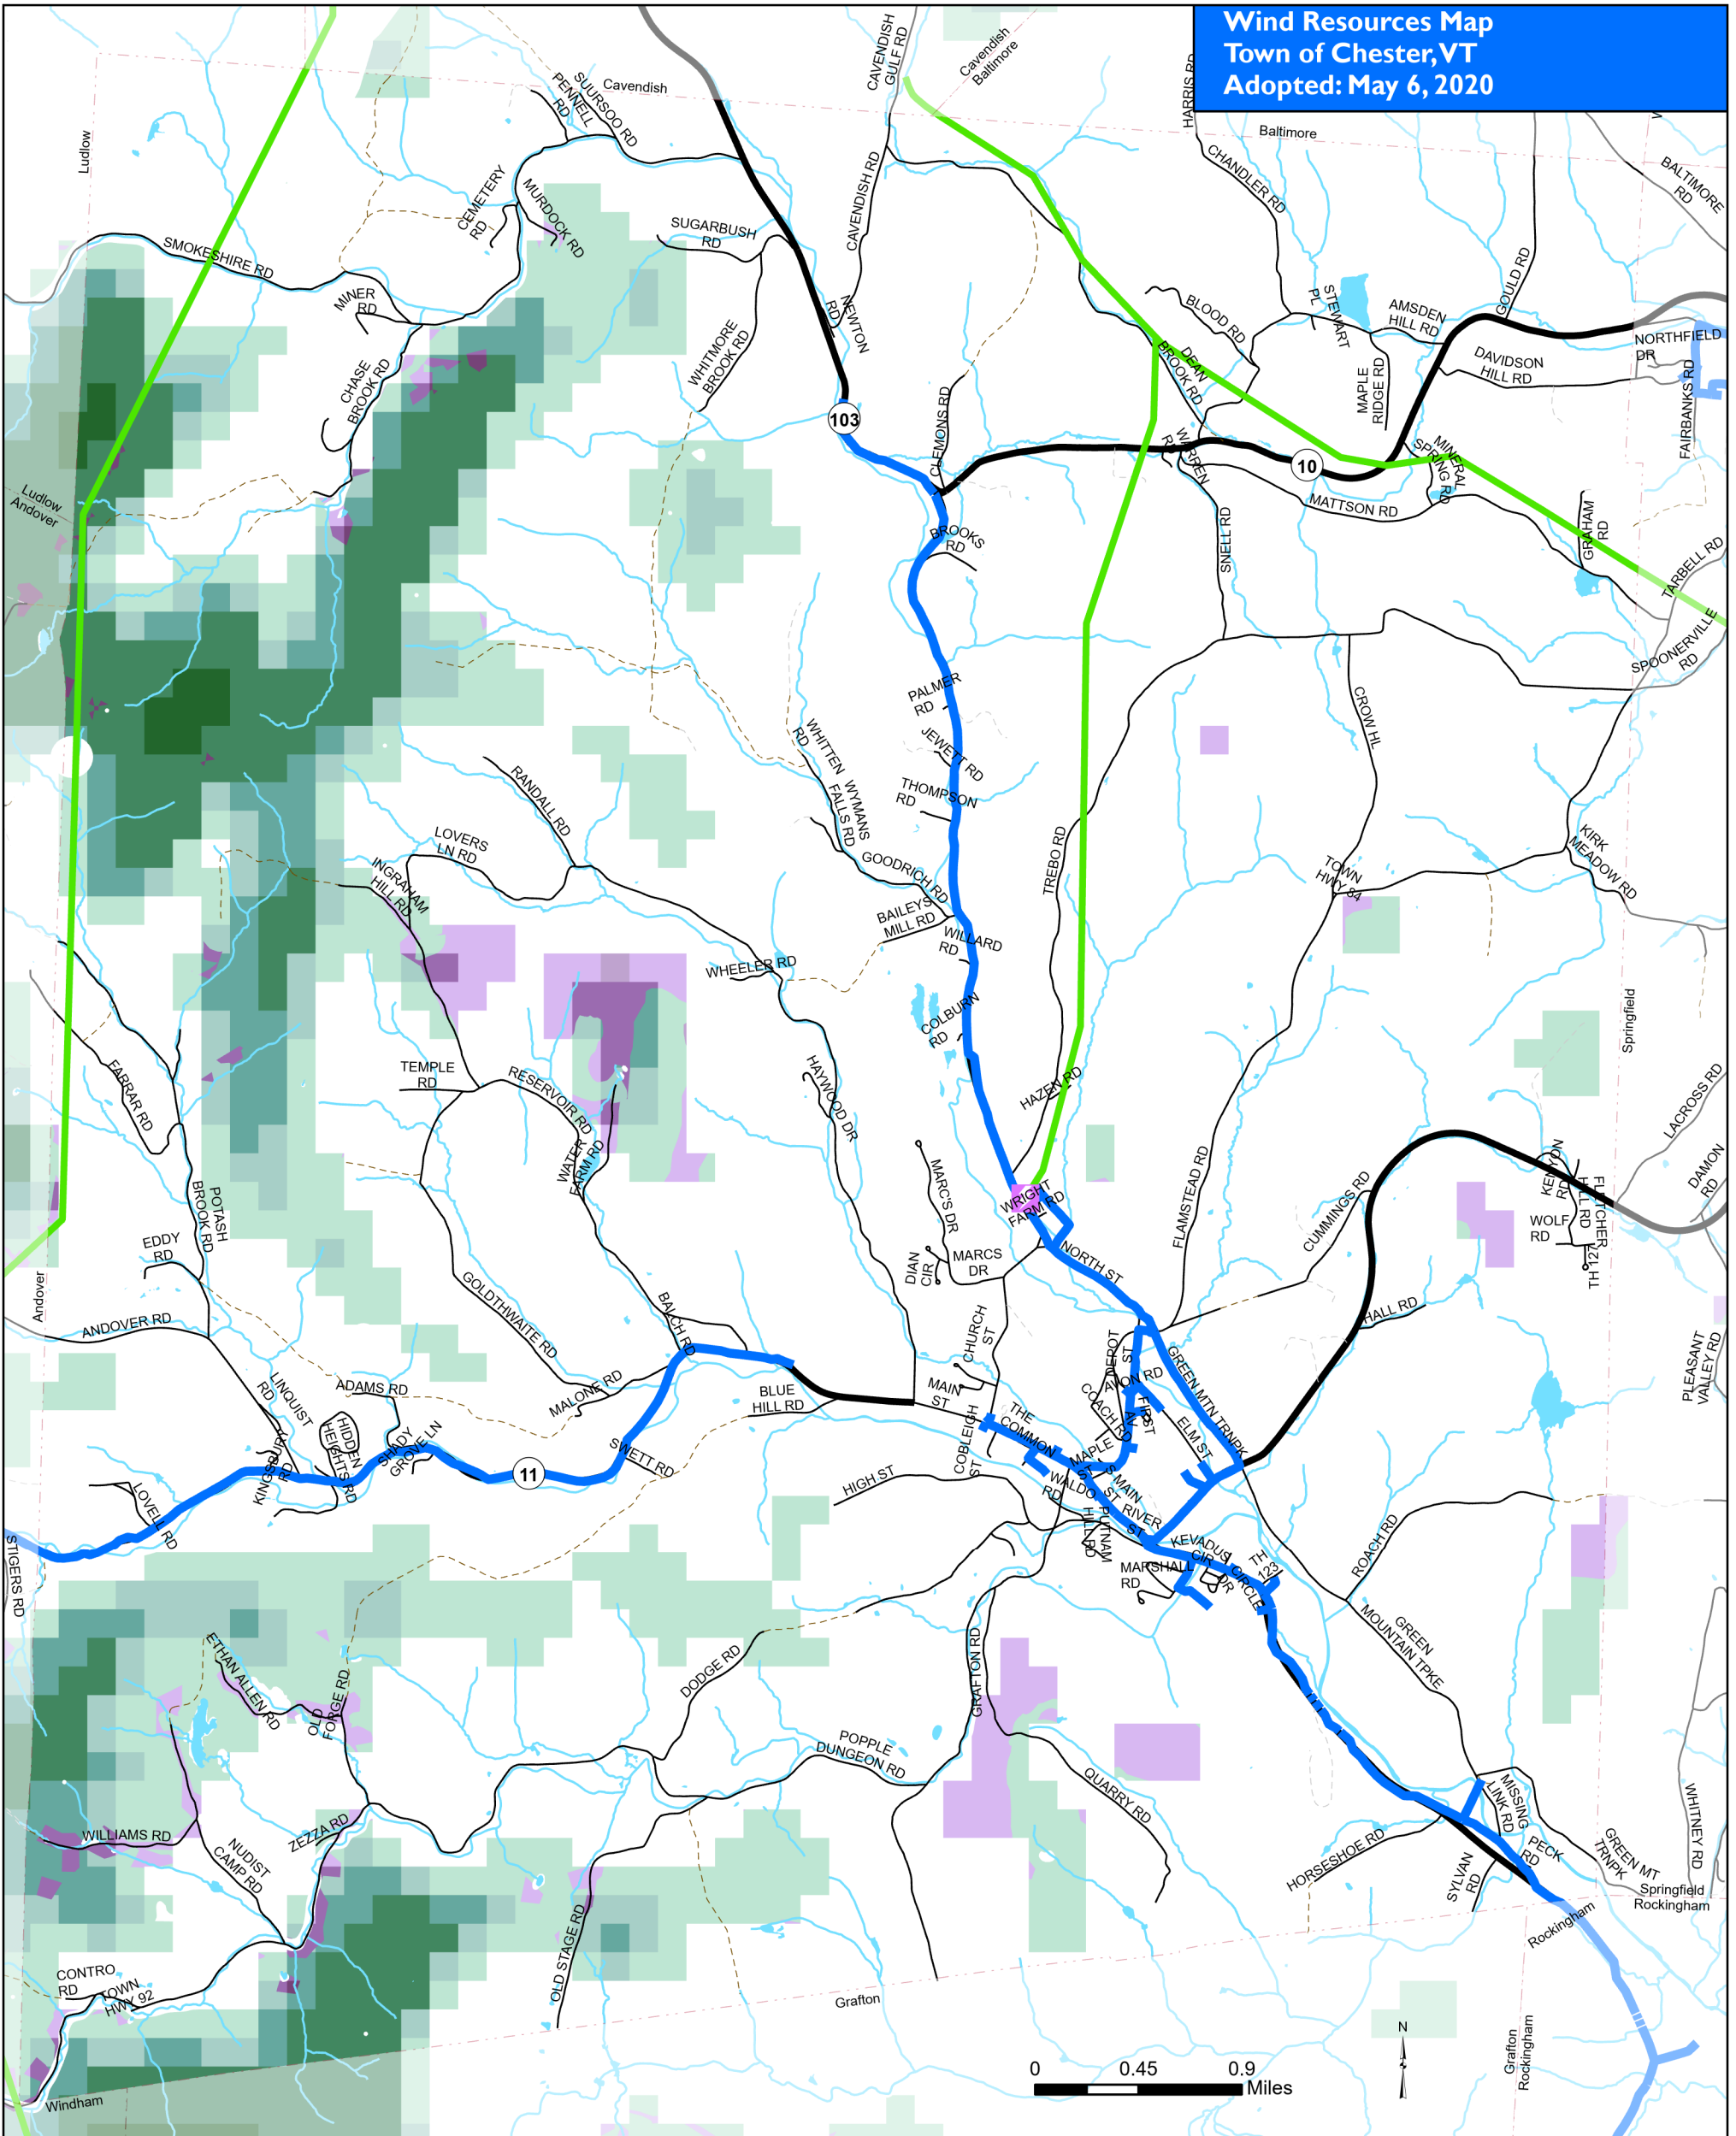 Wind Resources Map
Town of Chester, VT
Adopted: May 6, 2020
Cavendish
CAVENDISH
GULF RD
Cavendish
Baltimore
HARRIS RD
Baltimore
BALTIMORE
RD
Ludlow
PENNELL
RD
SUURSOO RD
CEMETERY
RD
MURDOCK RD
SUGARBUSH
RD
CAVENDISH RD
CHANDLER RD
SMOKESHIRE RD
MINER
RD
NEWTON
RD
WHITMORE
BROOK RD
BLOOD RD
STEWART
PL
AMSDEN
HILL RD
GOULD RD
NORTHFIELD
DR
DAVIDSON
HILL RD
FAIRBANKS RD
CHASE
BROOK RD
DEAN
BROOK RD
MAPLE
RIDGE RD
103
CLEMONS RD
WARREN
RD
10
MINERAL
SPRING RD
MATTSON RD
Ludlow
Andover
BROOKS
RD
SNELL RD
GRAHAM
RD
TARBELL RD
SPOONERVILLE
RD
PALMER
RD
JEWETT RD
CROW HL
WHITTEN
RD
WYMANS
FALLS RD
THOMPSON
RD
RANDALL RD
LOVERS
LN RD
INGRAHAM
HILL RD
GOODRICH RD
BAILEYS
MILL RD
WILLARD
RD
TREBO RD
TOWN
HWY 84
KIRK
MEADOW RD
WHEELER RD
COLBURN
RD
Springfield
FARRAR RD
TEMPLE
RD
RESERVOIR RD
HAYWOOD DR
HAZEN RD
LACROSS RD
WATER
FARM RD
MARC'S DR
WRIGHT
FARM RD
FLAMSTEAD RD
CUMMINGS RD
KENYON
RD
FLETCHER
HILL RD
WOLF
RD
TH 127
DAMON
RD
POTASH
BROOK RD
EDDY
RD
DIAN
CIR
MARCS
DR
NORTH ST
Andover
ANDOVER RD
GOLDTHWAITE RD
BALCH RD
CHURCH
ST
HALL RD
PLEASANT
VALLEY RD
DEPOT
ST
AVON RD
GREEN MTN TRNPK
LINQUIST
RD
ADAMS RD
MALONE RD
BLUE
HILL RD
MAIN
ST
COACH RD
FIRST
AV
ELM ST
HIDDEN
HEIGHTS RD
SHADY
GROVE LN
KINGSBURY
RD
SWETT RD
11
COBLEIGH
ST
THE
COMMON
MAPLE
ST
S MAIN
ST
WALDO
RD
HIGH ST
RIVER
ST
PUTNAM
HILL RD
LOVELL RD
STIGERS RD
KEVADUS
CIR
CIRCLE
DR
MARSHALL
RD
TH
123
ROACH RD
GREEN
MOUNTAIN TPKE
ETHAN ALLEN RD
OLD
FORGE RD
DODGE RD
GRAFTON RD
POPPLE
DUNGEON RD
QUARRY RD
MISSING
LINK RD
WHITNEY RD
WILLIAMS RD
ZEZZA RD
NUDIST
CAMP RD
HORSESHOE RD
SYLVAN
RD
PECK
RD
GREEN MT
TRNPK
Springfield
Rockingham
Rockingham
OLD STAGE RD
CONTRO
RD
TOWN
HWY 92
Grafton
Grafton
Rockingham
Windham
N
0 0.45 0.9
Miles